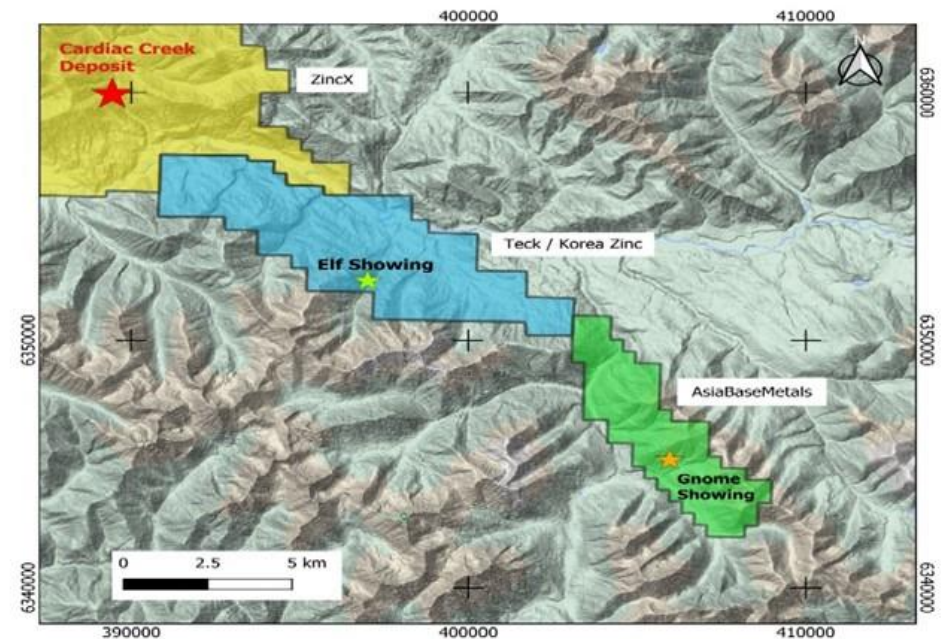 400000
410000
Cardiac Creek
Deposit
ZincX
N
6360000
6360000
Teck / Korea Zinc
Elf Showing
6350000
6350000
AsiaBaseMetals
Gnome
Showing
0 2.5 5 km
6340000
6340000
390000
400000
410000